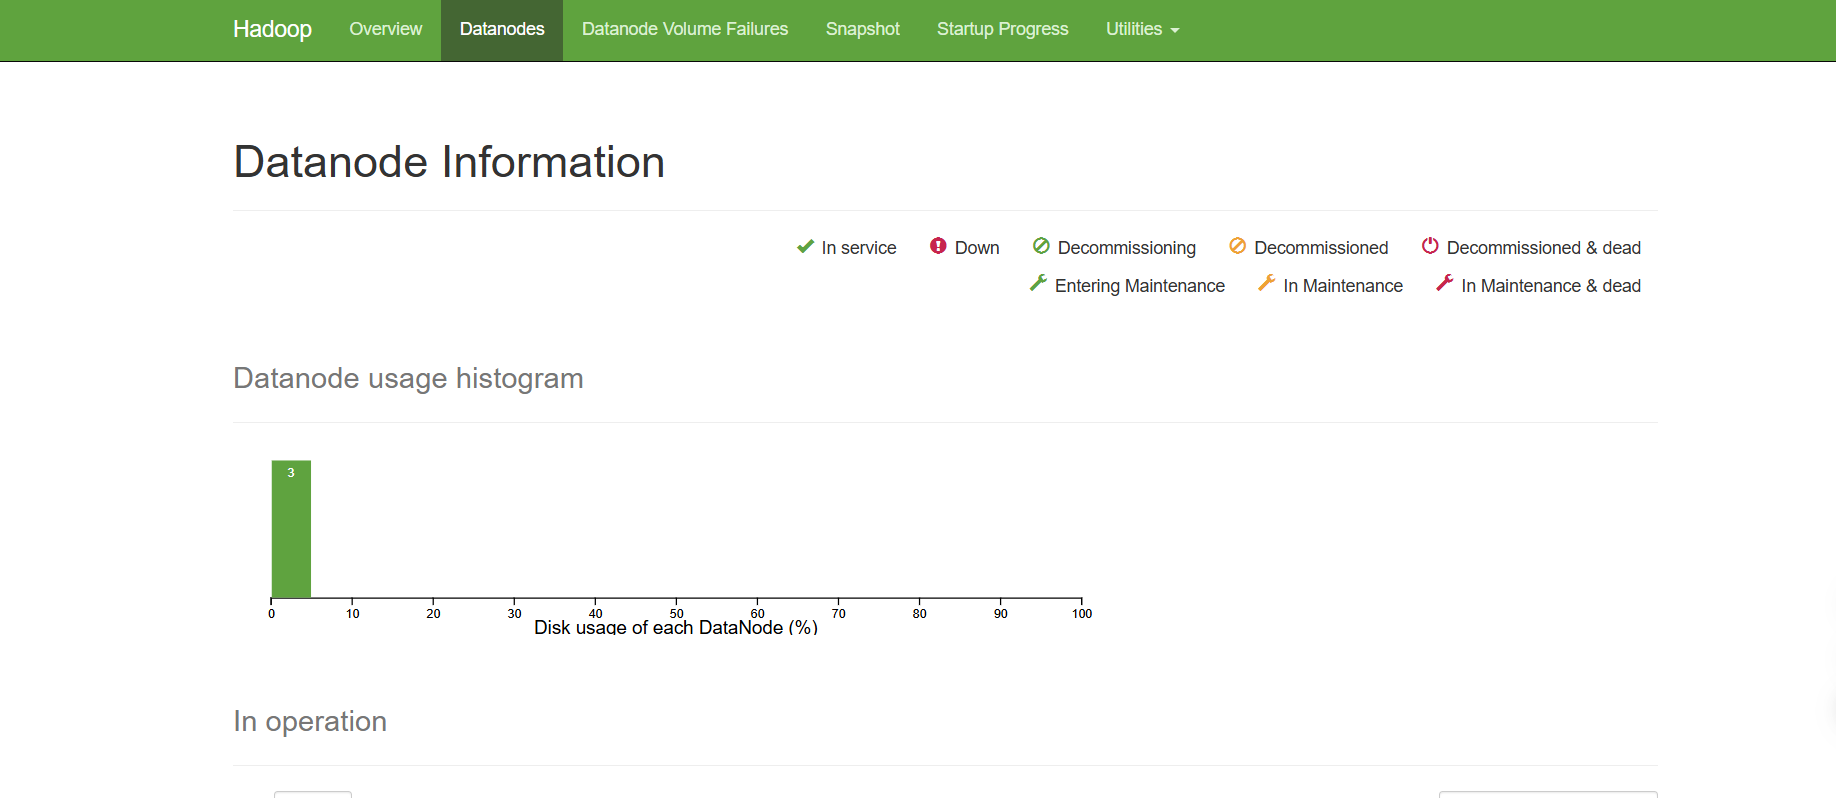 Hadoop Overview Datanodes Datanode Volume Failures Snapshot Startup Progress Utilities
Datanode Information
In service Down Decommissioning Decommissioned Decommissioned & dead
Entering Maintenance In Maintenance In Maintenance & dead
Datanode usage histogram
3
0 10 20 30 40 50 60 70 80 90 100
Disk usage of each DataNode (%)
In operation